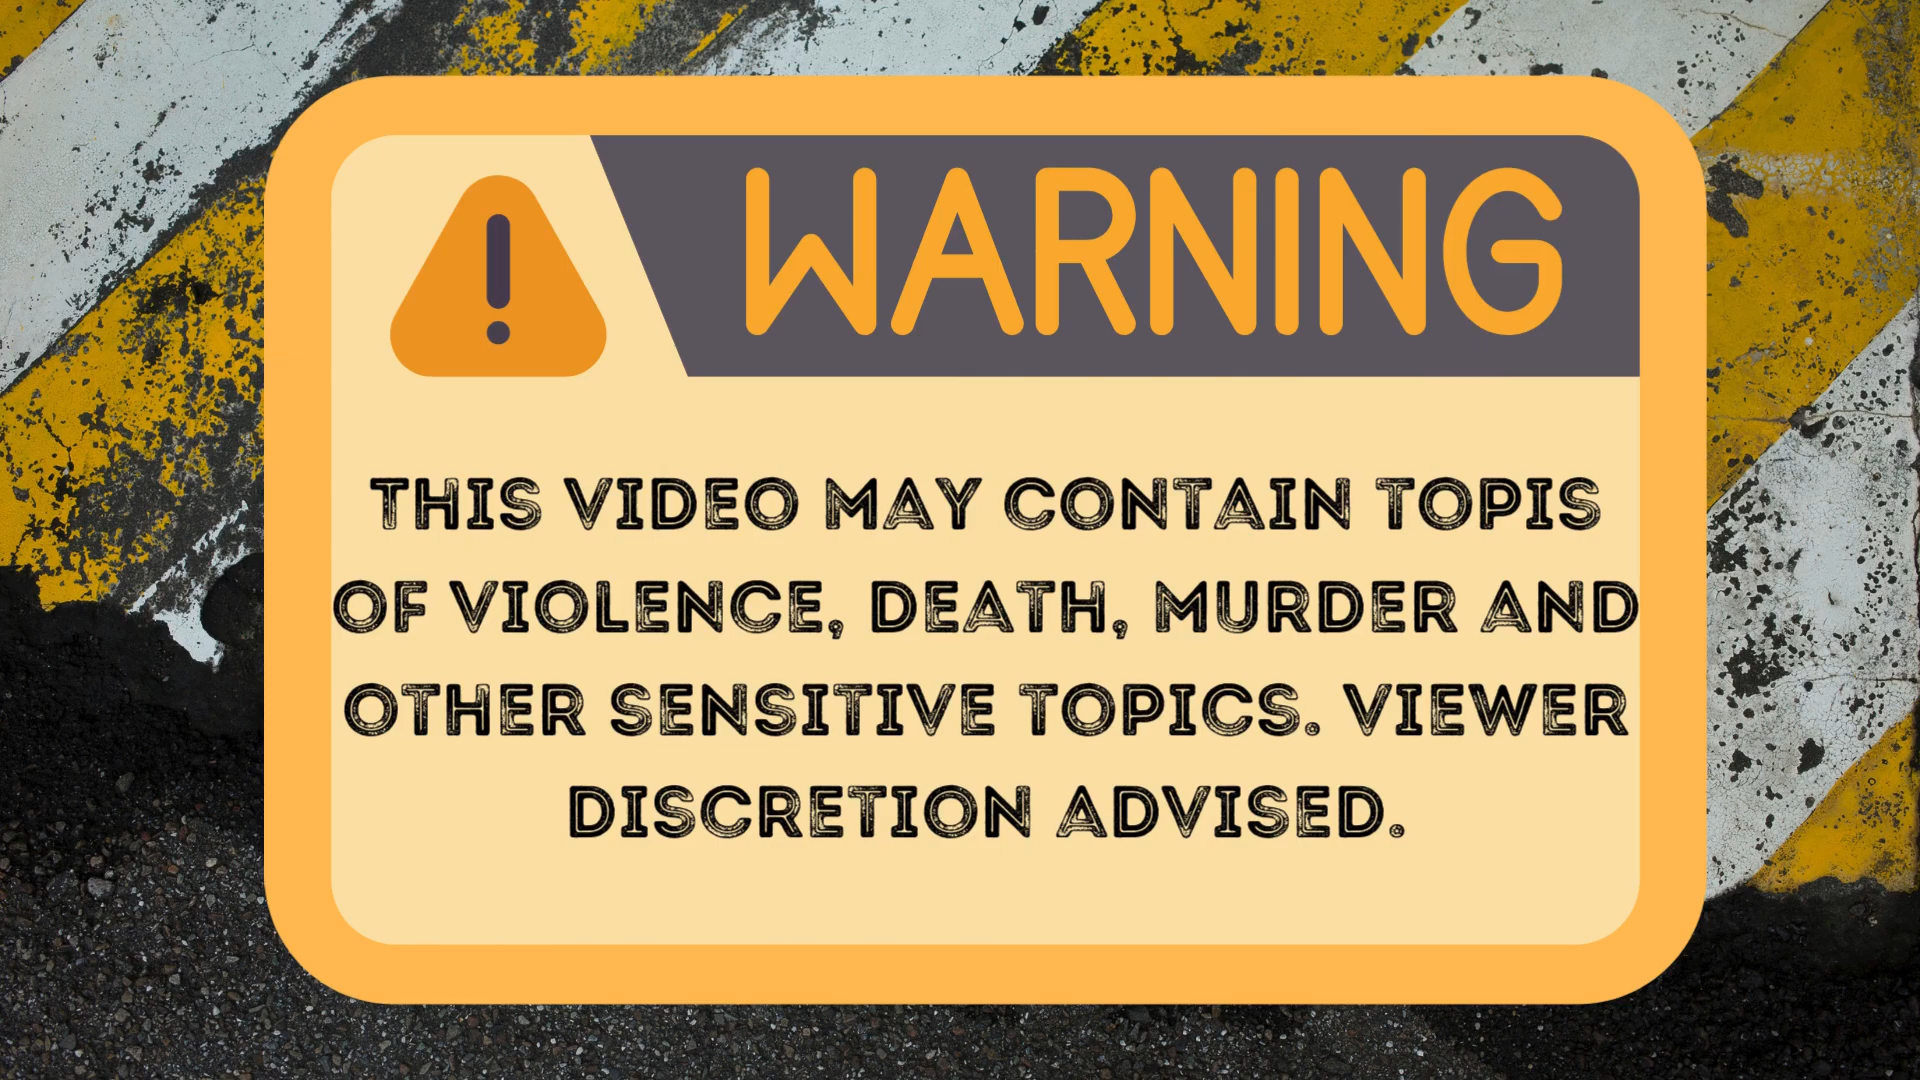 WARNING
THIS VIDEO MAY CONTAIN TOPIS
OF VIOLENCE, DEATH, MURDER AND
OTHER SENSITIVE TOPICS. VIEWER
DISCRETION ADVISED.